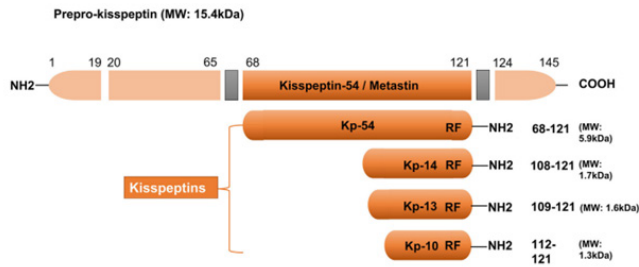 Prepro-kisspeptin (MW: 15.4kDa)
1 19 20 65 68 121 124 145
NH2 Kisspeptin-54 / Metastin COOH
Kp-54 RF NH2 68-121 (MW:
5.9kDa)
Kp-14 RF NH2 108-121 (MW:
1.7kDa)
Kisspeptins
Kp-13 RF NH2 109-121 (MW: 1.6kDa)
Kp-10 RF NH2 112-
121 (MW:
1.3kDa)